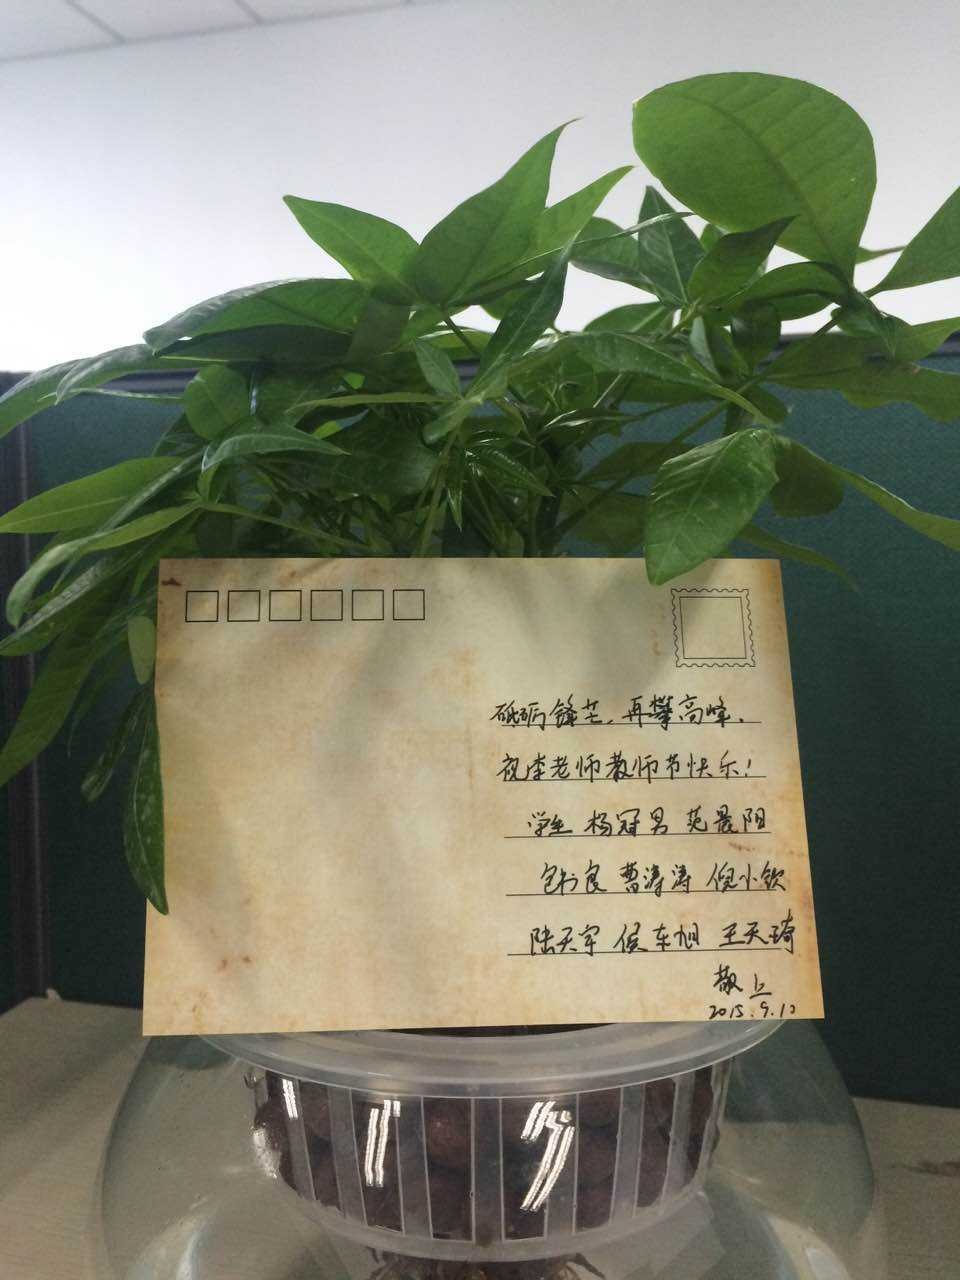 砥砺锋芒，再攀高峰，
祝李老师教师节快乐！
学生 杨冠男 范晨阳
包书良 曹涛涛 倪小钦
陆天宇 侯东旭 王天琦
敬上
2015.9.10